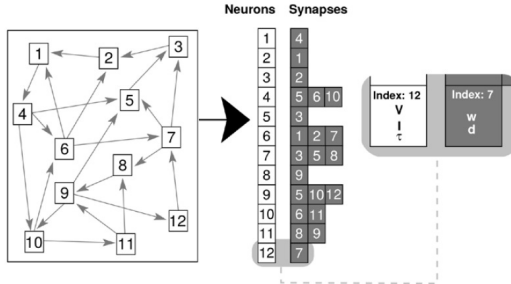 Neurons Synapses
1
2
3
4
5
6
7
8
9
10
11
12
1 4
2 1
3 2
4 5 6 10
5 3
6 1 2 7
7 3 5 8
8 9
9 5 10 12
10 6 11
11 8 9
12 7
Index: 12 Index: 7
V w
I d
τ